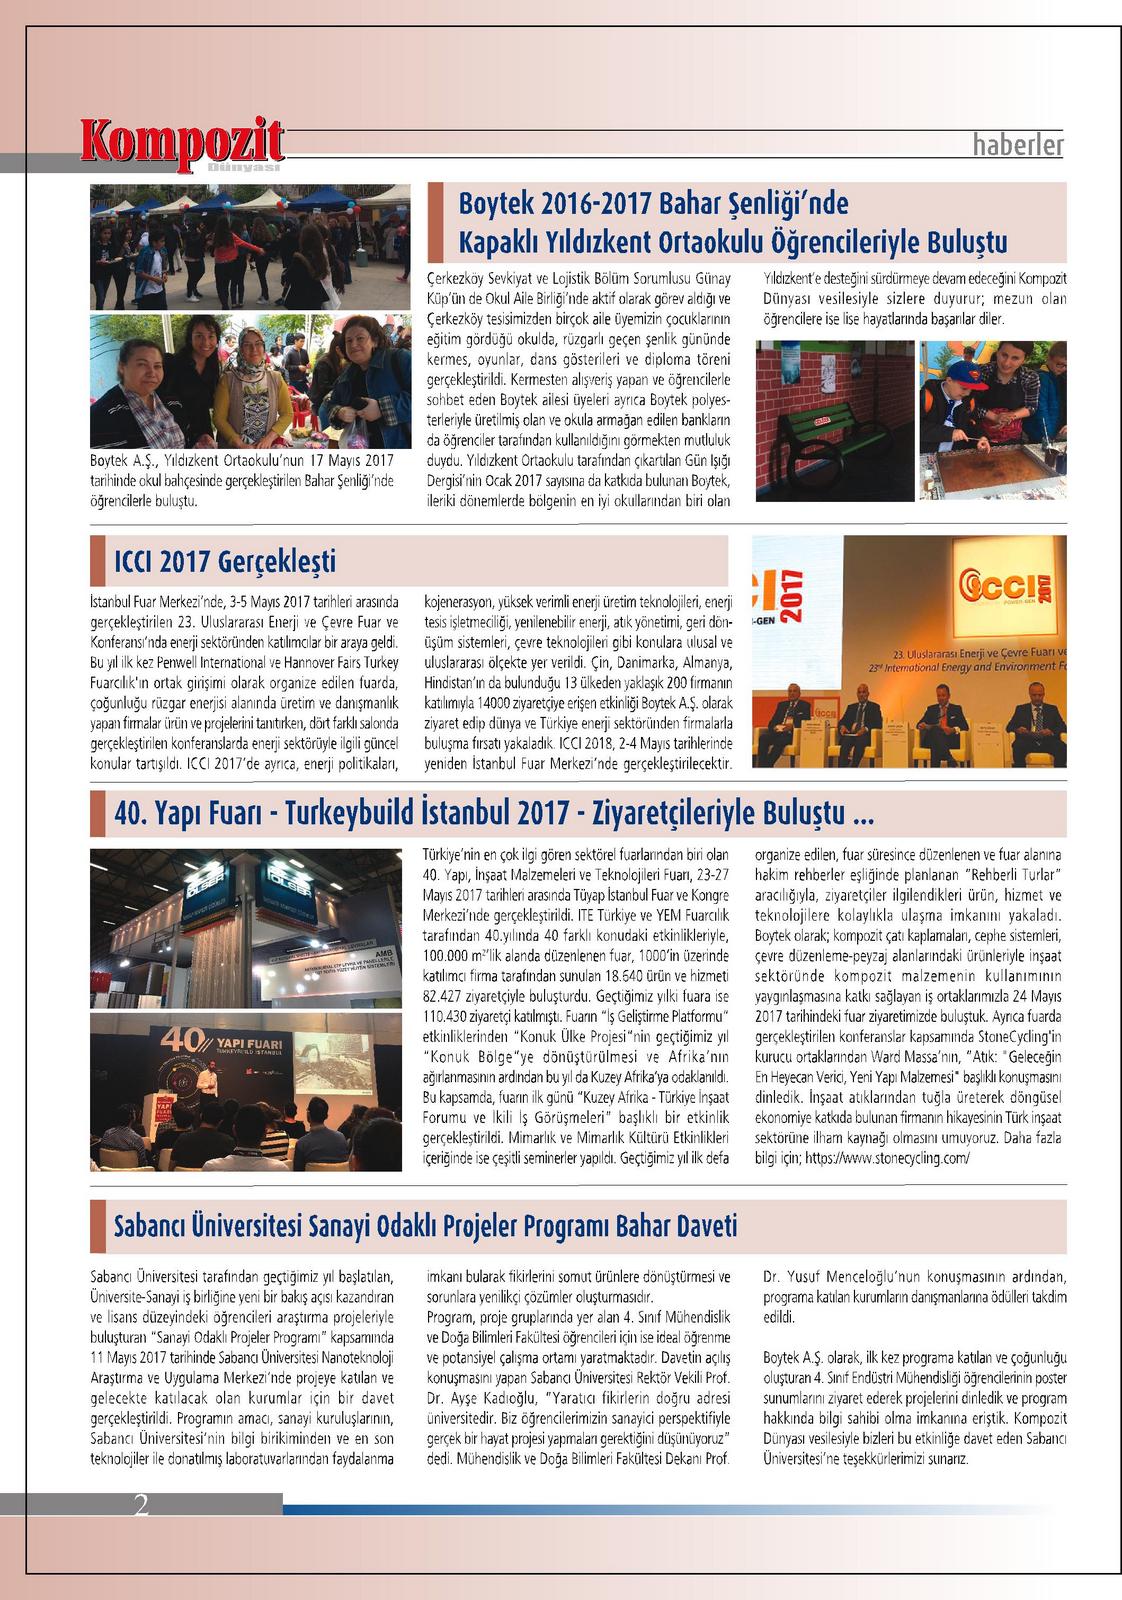 Kompozit
Dünyası
haberler
Boytek 2016-2017 Bahar Şenliği’nde
Kapaklı Yıldızkent Ortaokulu Öğrencileriyle Buluştu
Boytek A.Ş., Yıldızkent Ortaokulu’nun 17 Mayıs 2017
tarihinde okul bahçesinde gerçekleştirilen Bahar Şenliği’nde
öğrencilerle buluştu.
Çerkezköy Sevkiyat ve Lojistik Bölüm Sorumlusu Günay
Küp’ün de Okul Aile Birliği’nde aktif olarak görev aldığı ve
Çerkezköy tesisimizden birçok aile üyemizin çocuklarının
eğitim gördüğü okulda, rüzgarlı geçen şenlik gününde
kermes, oyunlar, dans gösterileri ve diploma töreni
gerçekleştirildi. Kermesten alışveriş yapan ve öğrencilerle
sohbet eden Boytek ailesi üyeleri ayrıca Boytek polyes-
terleriyle üretilmiş olan ve okula armağan edilen bankların
da öğrenciler tarafından kullanıldığını görmekten mutluluk
duydu. Yıldızkent Ortaokulu tarafından çıkartılan Gün Işığı
Dergisi’nin Ocak 2017 sayısına da katkıda bulunan Boytek,
ileriki dönemlerde bölgenin en iyi okullarından biri olan
Yıldızkent’e desteğini sürdürmeye devam edeceğini Kompozit
Dünyası vesilesiyle sizlere duyurur; mezun olan
öğrencilere ise lise hayatlarında başarılar diler.
ICCI 2017 Gerçekleşti
İstanbul Fuar Merkezi’nde, 3-5 Mayıs 2017 tarihleri arasında
gerçekleştirilen 23. Uluslararası Enerji ve Çevre Fuar ve
Konferansı’nda enerji sektöründen katılımcılar bir araya geldi.
Bu yıl ilk kez Penwell International ve Hannover Fairs Turkey
Fuarcılık'ın ortak girişimi olarak organize edilen fuarda,
çoğunluğu rüzgar enerjisi alanında üretim ve danışmanlık
yapan firmalar ürün ve projelerini tanıtırken, dört farklı salonda
gerçekleştirilen konferanslarda enerji sektörüyle ilgili güncel
konular tartışıldı. ICCI 2017’de ayrıca, enerji politikaları,
kojenerasyon, yüksek verimli enerji üretim teknolojileri, enerji
tesis işletmeciliği, yenilenebilir enerji, atık yönetimi, geri dön-
üşüm sistemleri, çevre teknolojileri gibi konulara ulusal ve
uluslararası ölçekte yer verildi. Çin, Danimarka, Almanya,
Hindistan’ın da bulunduğu 13 ülkeden yaklaşık 200 firmanın
katılımıyla 14000 ziyaretçiye erişen etkinliği Boytek A.Ş. olarak
ziyaret edip dünya ve Türkiye enerji sektöründen firmalarla
buluşma fırsatı yakaladık. ICCI 2018, 2-4 Mayıs tarihlerinde
yeniden İstanbul Fuar Merkezi’nde gerçekleştirilecektir.
CI 2017
-GEN
ICCI 2017
POWER-GEN
23. Uluslararası Enerji ve Çevre Fuarı ve
23rd International Energy and Environment Fa
40. Yapı Fuarı - Turkeybuild İstanbul 2017 - Ziyaretçileriyle Buluştu ...
AMB
40 YAPI FUARI
TURKEYBUILD ISTANBUL
Türkiye’nin en çok ilgi gören sektörel fuarlarından biri olan
40. Yapı, İnşaat Malzemeleri ve Teknolojileri Fuarı, 23-27
Mayıs 2017 tarihleri arasında Tüyap İstanbul Fuar ve Kongre
Merkezi’nde gerçekleştirildi. ITE Türkiye ve YEM Fuarcılık
tarafından 40.yılında 40 farklı konudaki etkinlikleriyle,
100.000 m²’lik alanda düzenlenen fuar, 1000’in üzerinde
katılımcı firma tarafından sunulan 18.640 ürün ve hizmeti
82.427 ziyaretçiyle buluşturdu. Geçtiğimiz yılki fuara ise
110.430 ziyaretçi katılmıştı. Fuarın “İş Geliştirme Platformu”
etkinliklerinden “Konuk Ülke Projesi”nin geçtiğimiz yıl
“Konuk Bölge”ye dönüştürülmesi ve Afrika’nın
ağırlanmasının ardından bu yıl da Kuzey Afrika’ya odaklanıldı.
Bu kapsamda, fuarın ilk günü “Kuzey Afrika - Türkiye İnşaat
Forumu ve İkili İş Görüşmeleri” başlıklı bir etkinlik
gerçekleştirildi. Mimarlık ve Mimarlık Kültürü Etkinlikleri
içeriğinde ise çeşitli seminerler yapıldı. Geçtiğimiz yıl ilk defa
organize edilen, fuar süresince düzenlenen ve fuar alanına
hakim rehberler eşliğinde planlanan “Rehberli Turlar”
aracılığıyla, ziyaretçiler ilgilendikleri ürün, hizmet ve
teknolojilere kolaylıkla ulaşma imkanını yakaladı.
Boytek olarak; kompozit çatı kaplamaları, cephe sistemleri,
çevre düzenleme-peyzaj alanlarındaki ürünleriyle inşaat
sektöründe kompozit malzemenin kullanımının
yaygınlaşmasına katkı sağlayan iş ortaklarımızla 24 Mayıs
2017 tarihindeki fuar ziyaretimizde buluştuk. Ayrıca fuarda
gerçekleştirilen konferanslar kapsamında StoneCycling'in
kurucu ortaklarından Ward Massa’nın, “Atık: "Geleceğin
En Heyecan Verici, Yeni Yapı Malzemesi" başlıklı konuşmasını
dinledik. İnşaat atıklarından tuğla üreterek döngüsel
ekonomiye katkıda bulunan firmanın hikayesinin Türk inşaat
sektörüne ilham kaynağı olmasını umuyoruz. Daha fazla
bilgi için; https://www.stonecycling.com/
Sabancı Üniversitesi Sanayi Odaklı Projeler Programı Bahar Daveti
Sabancı Üniversitesi tarafından geçtiğimiz yıl başlatılan,
Üniversite-Sanayi iş birliğine yeni bir bakış açısı kazandıran
ve lisans düzeyindeki öğrencileri araştırma projeleriyle
buluşturan “Sanayi Odaklı Projeler Programı” kapsamında
11 Mayıs 2017 tarihinde Sabancı Üniversitesi Nanoteknoloji
Araştırma ve Uygulama Merkezi’nde projeye katılan ve
gelecekte katılacak olan kurumlar için bir davet
gerçekleştirildi. Programın amacı, sanayi kuruluşlarının,
Sabancı Üniversitesi’nin bilgi birikiminden ve en son
teknolojiler ile donatılmış laboratuvarlarından faydalanma
imkanı bularak fikirlerini somut ürünlere dönüştürmesi ve
sorunlara yenilikçi çözümler oluşturmasıdır.
Program, proje gruplarında yer alan 4. Sınıf Mühendislik
ve Doğa Bilimleri Fakültesi öğrencileri için ise ideal öğrenme
ve potansiyel çalışma ortamı yaratmaktadır. Davetin açılış
konuşmasını yapan Sabancı Üniversitesi Rektör Vekili Prof.
Dr. Ayşe Kadıoğlu, “Yaratıcı fikirlerin doğru adresi
üniversitedir. Biz öğrencilerimizin sanayici perspektifiyle
gerçek bir hayat projesi yapmaları gerektiğini düşünüyoruz”
dedi. Mühendislik ve Doğa Bilimleri Fakültesi Dekanı Prof.
Dr. Yusuf Menceloğlu’nun konuşmasının ardından,
programa katılan kurumların danışmanlarına ödülleri takdim
edildi.
Boytek A.Ş. olarak, ilk kez programa katılan ve çoğunluğu
oluşturan 4. Sınıf Endüstri Mühendisliği öğrencilerinin poster
sunumlarını ziyaret ederek projelerini dinledik ve program
hakkında bilgi sahibi olma imkanına eriştik. Kompozit
Dünyası vesilesiyle bizleri bu etkinliğe davet eden Sabancı
Üniversitesi’ne teşekkürlerimizi sunarız.
2